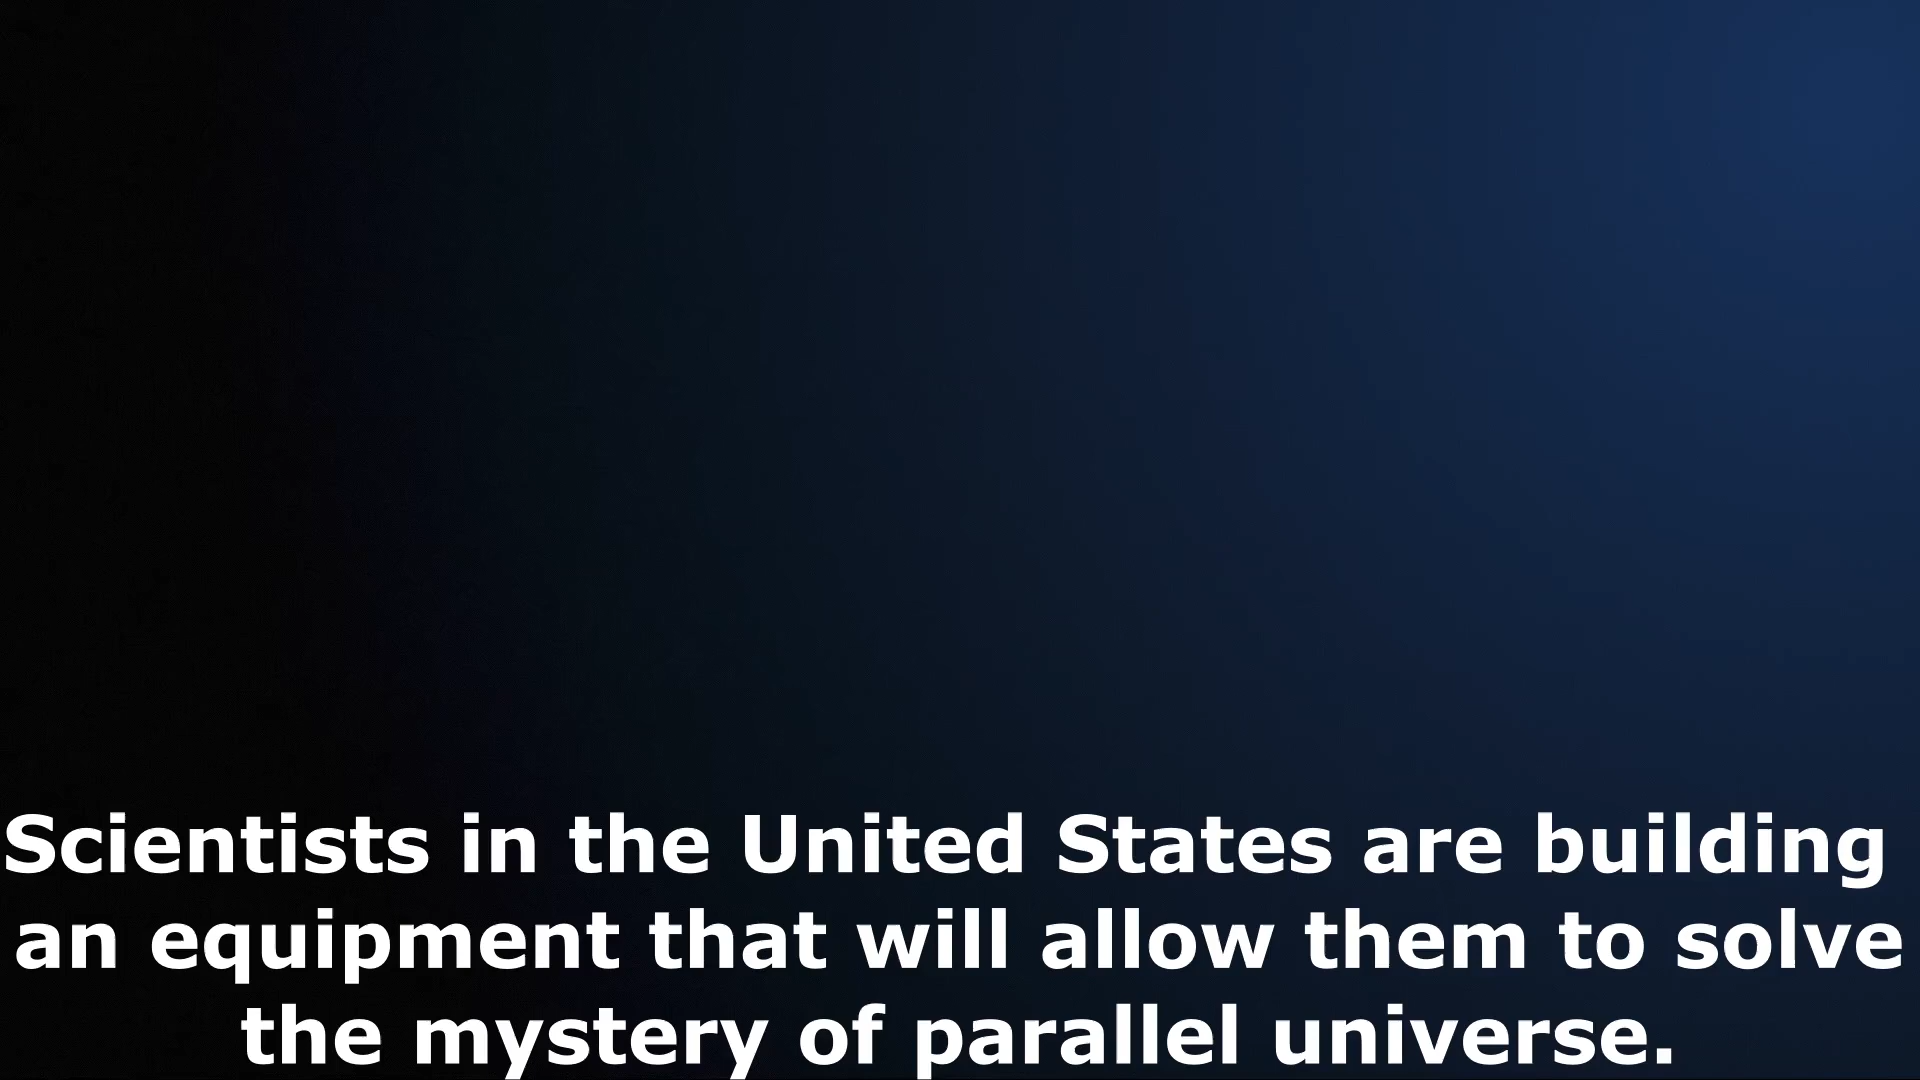 Scientists in the United States are building
an equipment that will allow them to solve
the mystery of parallel universe.